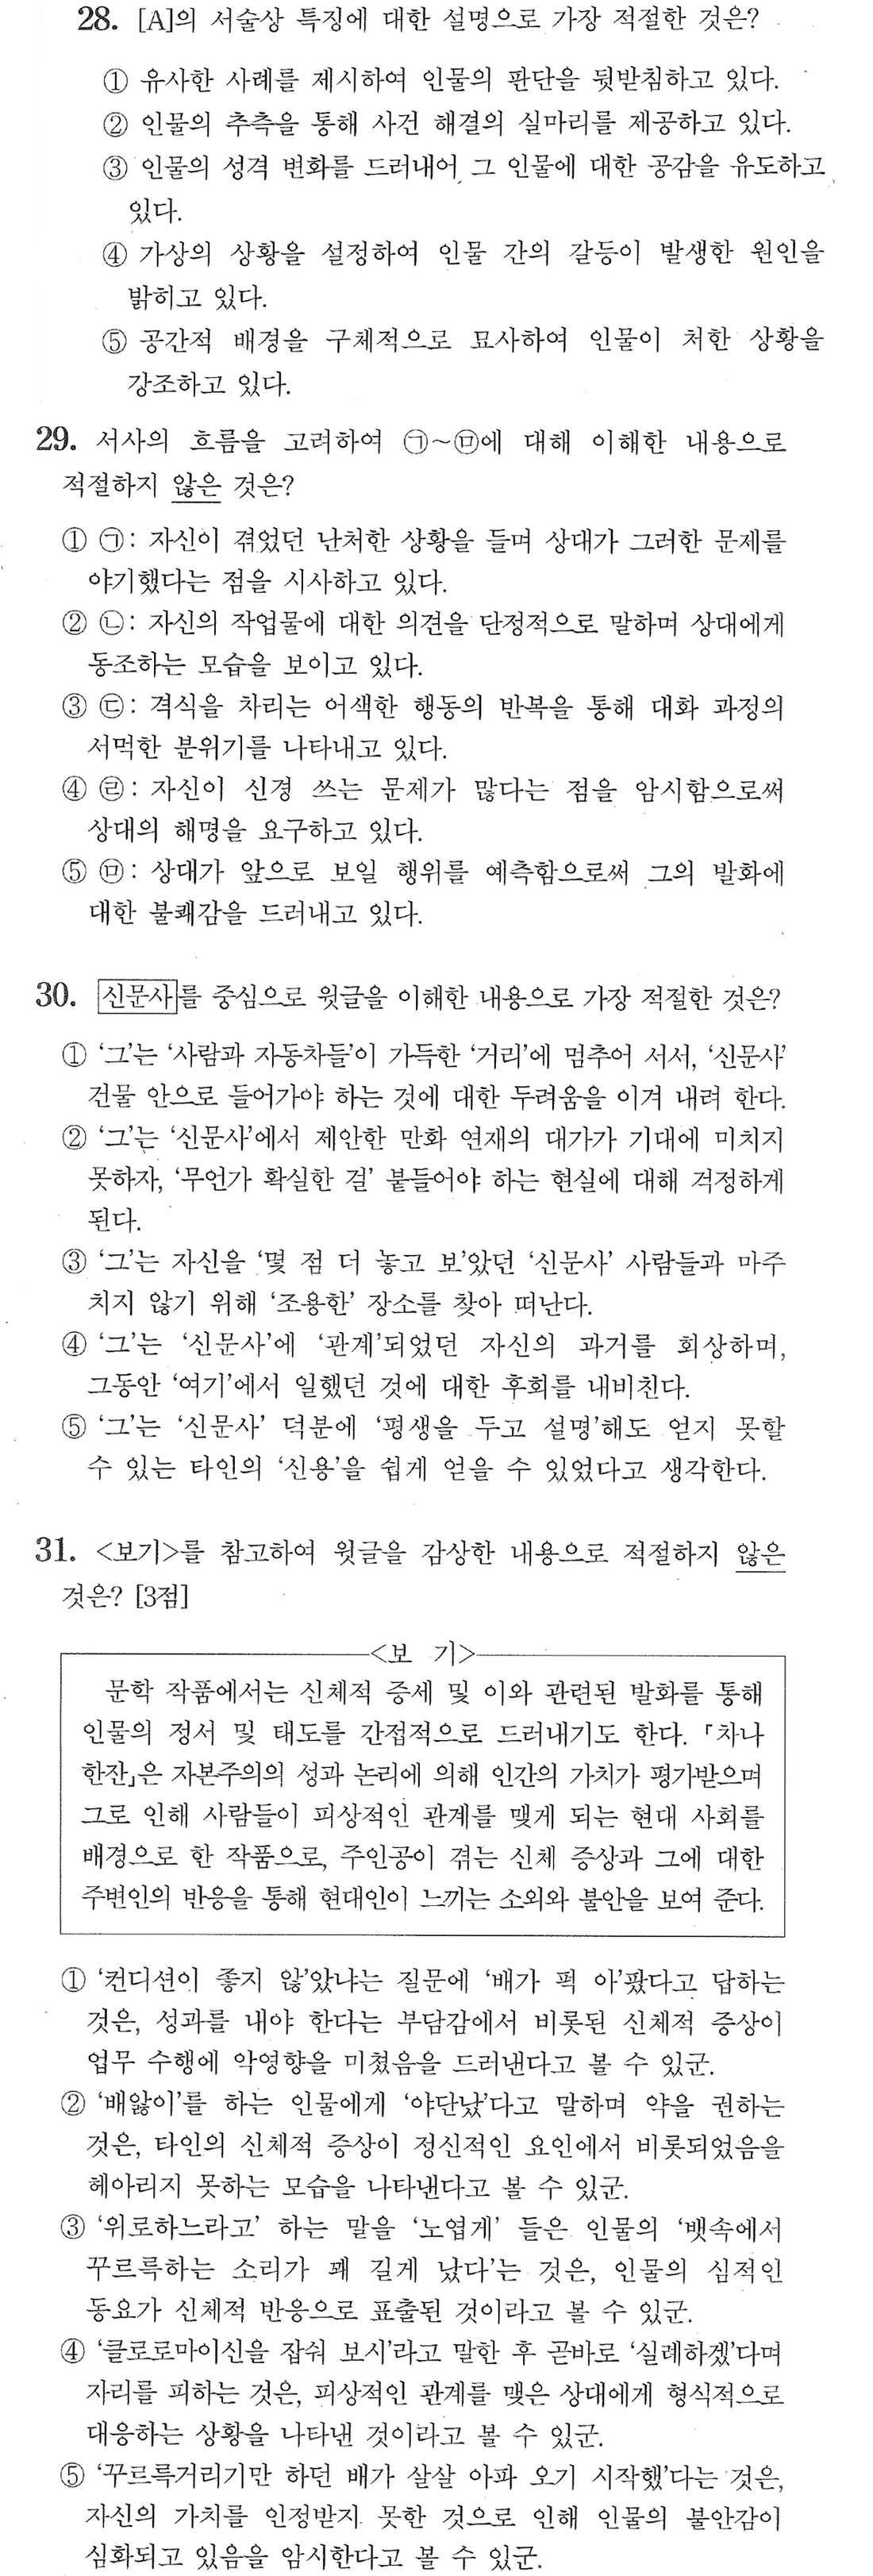 28. [A]의 서술상 특징에 대한 설명으로 가장 적절한 것은?
① 유사한 사례를 제시하여 인물의 판단을 뒷받침하고 있다.
② 인물의 추측을 통해 사건 해결의 실마리를 제공하고 있다.
③ 인물의 성격 변화를 드러내어 그 인물에 대한 공감을 유도하고
있다.
④ 가상의 상황을 설정하여 인물 간의 갈등이 발생한 원인을
밝히고 있다.
⑤ 공간적 배경을 구체적으로 묘사하여 인물이 처한 상황을
강조하고 있다.
29. 서사의 흐름을 고려하여 ㉠~㉤에 대해 이해한 내용으로
적절하지 않은 것은?
① ㉠: 자신이 겪었던 난처한 상황을 들며 상대가 그러한 문제를
야기했다는 점을 시사하고 있다.
② ㉡: 자신의 작업물에 대한 의견을 단정적으로 말하며 상대에게
동조하는 모습을 보이고 있다.
③ ㉢: 격식을 차리는 어색한 행동의 반복을 통해 대화 과정의
서먹한 분위기를 나타내고 있다.
④ ㉣: 자신이 신경 쓰는 문제가 많다는 점을 암시함으로써
상대의 해명을 요구하고 있다.
⑤ ㉤: 상대가 앞으로 보일 행위를 예측함으로써 그의 발화에
대한 불쾌감을 드러내고 있다.
30. 신문사를 중심으로 윗글을 이해한 내용으로 가장 적절한 것은?
① ‘그’는 ‘사람과 자동차들’이 가득한 ‘거리’에 멈추어 서서, ‘신문사’
건물 안으로 들어가야 하는 것에 대한 두려움을 이겨 내려 한다.
② ‘그’는 ‘신문사’에서 제안한 만화 연재의 대가가 기대에 미치지
못하자, ‘무언가 확실한 걸’ 붙들어야 하는 현실에 대해 걱정하게
된다.
③ ‘그’는 자신을 ‘몇 점 더 놓고 보’았던 ‘신문사’ 사람들과 마주
치지 않기 위해 ‘조용한’ 장소를 찾아 떠난다.
④ ‘그’는 ‘신문사’에 ‘관계’되었던 자신의 과거를 회상하며,
그동안 ‘여기’에서 일했던 것에 대한 후회를 내비친다.
⑤ ‘그’는 ‘신문사’ 덕분에 ‘평생을 두고 설명’해도 얻지 못할
수 있는 타인의 ‘신용’을 쉽게 얻을 수 있었다고 생각한다.
31. <보기>를 참고하여 윗글을 감상한 내용으로 적절하지 않은
것은? [3점]
<보 기>
문학 작품에서는 신체적 증세 및 이와 관련된 발화를 통해
인물의 정서 및 태도를 간접적으로 드러내기도 한다. 「차나
한잔」은 자본주의의 성과 논리에 의해 인간의 가치가 평가받으며
그로 인해 사람들이 피상적인 관계를 맺게 되는 현대 사회를
배경으로 한 작품으로, 주인공이 겪는 신체 증상과 그에 대한
주변인의 반응을 통해 현대인이 느끼는 소외와 불안을 보여 준다.
① ‘컨디션이 좋지 않’았냐는 질문에 ‘배가 퍽 아’팠다고 답하는
것은, 성과를 내야 한다는 부담감에서 비롯된 신체적 증상이
업무 수행에 악영향을 미쳤음을 드러낸다고 볼 수 있군.
② ‘배앓이’를 하는 인물에게 ‘야단났’다고 말하며 약을 권하는
것은, 타인의 신체적 증상이 정신적인 요인에서 비롯되었음을
헤아리지 못하는 모습을 나타낸다고 볼 수 있군.
③ ‘위로하느라고’ 하는 말을 ‘노엽게’ 들은 인물의 ‘뱃속에서
꾸르륵하는 소리가 꽤 길게 났다’는 것은, 인물의 심적인
동요가 신체적 반응으로 표출된 것이라고 볼 수 있군.
④ ‘클로로마이신을 잡숴 보시’라고 말한 후 곧바로 ‘실례하겠’다며
자리를 피하는 것은, 피상적인 관계를 맺은 상대에게 형식적으로
대응하는 상황을 나타낸 것이라고 볼 수 있군.
⑤ ‘꾸르륵거리기만 하던 배가 살살 아파 오기 시작했’다는 것은,
자신의 가치를 인정받지 못한 것으로 인해 인물의 불안감이
심화되고 있음을 암시한다고 볼 수 있군.